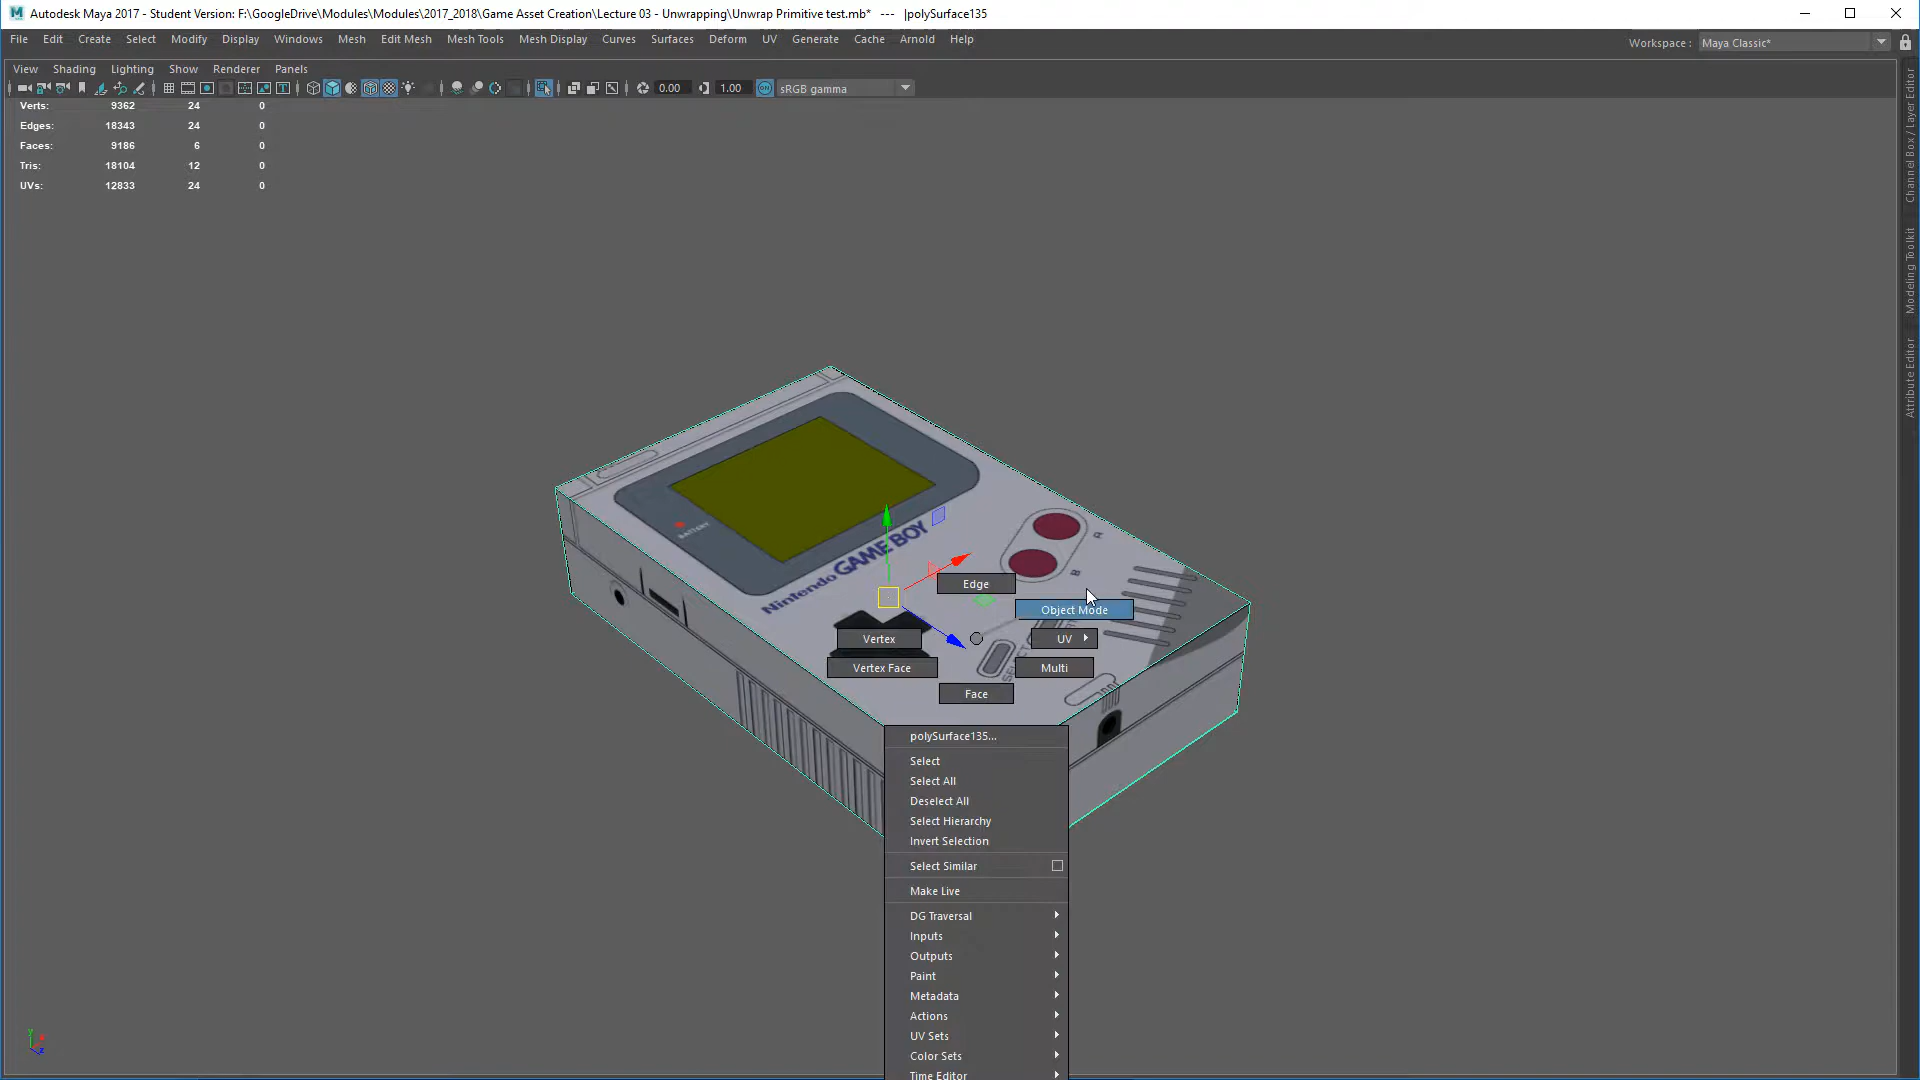 Autodesk Maya 2017 - Student Version: F:\GoogleDrive\Modules\Modules\2017_2018\Game Asset Creation\Lecture 03 - Unwrapping\Unwrap Primitive test.mb* --- |polySurface135
File Edit Create Select Modify Display Windows Mesh Edit Mesh Mesh Tools Mesh Display Curves Surfaces Deform UV Generate Cache Arnold Help
Workspace : Maya Classic*
View Shading Lighting Show Renderer Panels
0.00 1.00 ON sRGB gamma
Verts: 9362 24 0
Edges: 18343 24 0
Faces: 9186 6 0
Tris: 18104 12 0
UVs: 12833 24 0
Channel Box / Layer Editor
Modeling Toolkit
Attribute Editor
BATTERY
Nintendo GAME BOY
A
B
Edge
Object Mode
Vertex
UV
Vertex Face
Multi
Face
polySurface135...
Select
Select All
Deselect All
Select Hierarchy
Invert Selection
Select Similar
Make Live
DG Traversal
Inputs
Outputs
Paint
Metadata
Actions
UV Sets
Color Sets
Time Editor